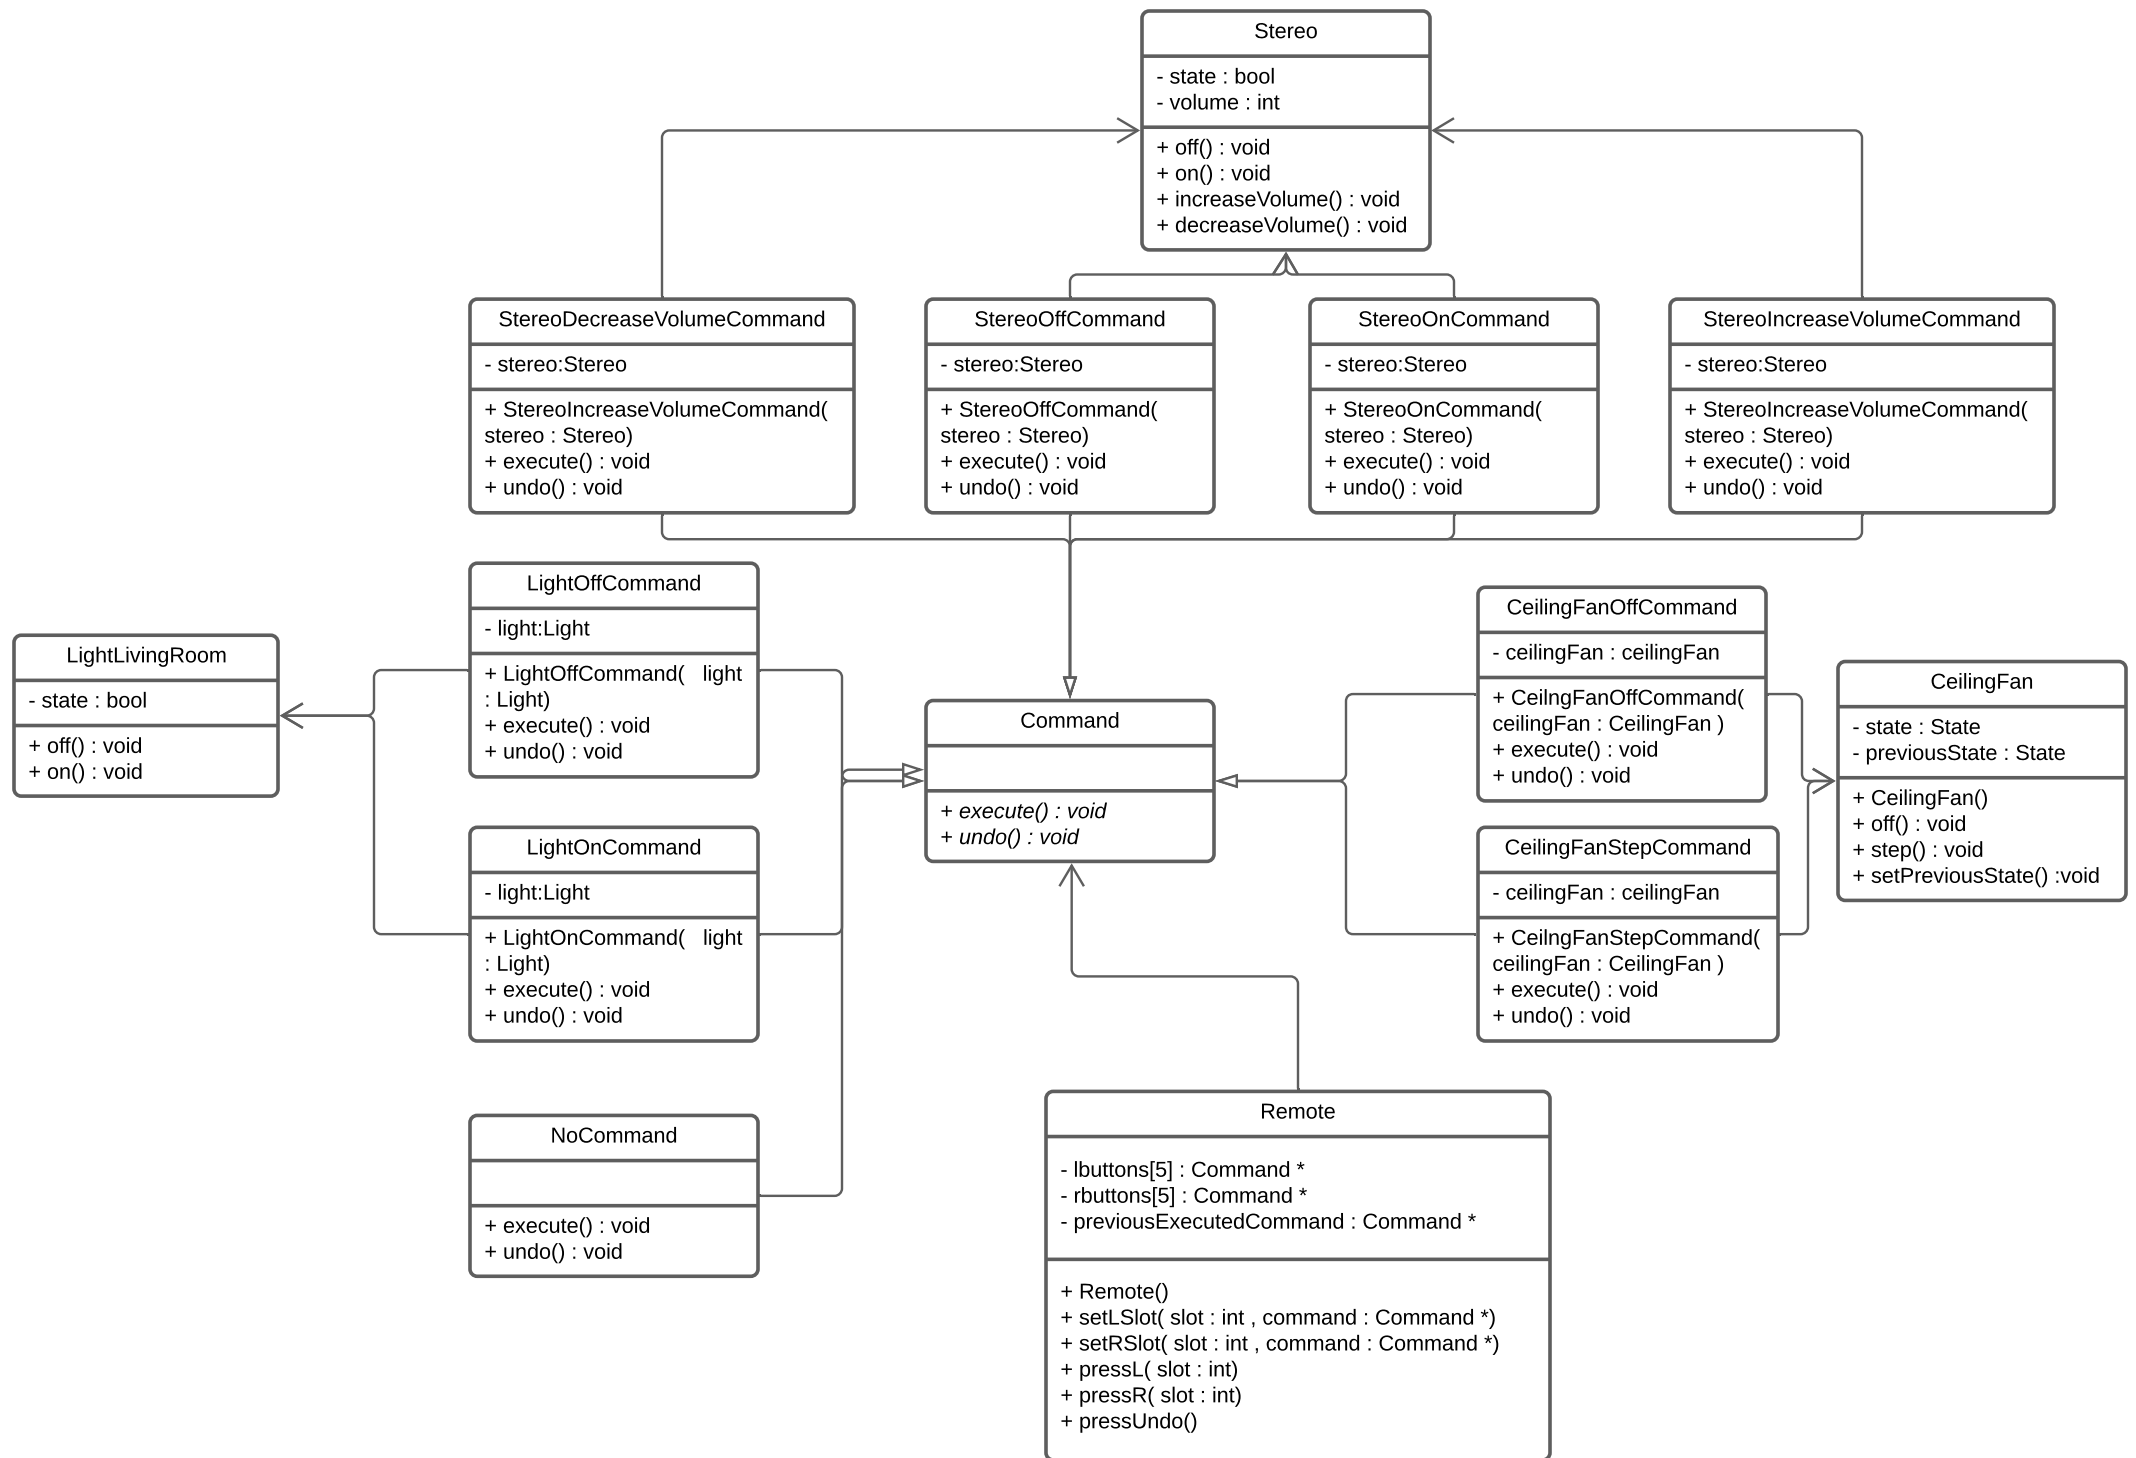 Stereo
- state : bool
- volume : int
+ off() : void
+ on() : void
+ increaseVolume() : void
+ decreaseVolume() : void
StereoDecreaseVolumeCommand
- stereo:Stereo
+ StereoIncreaseVolumeCommand(
stereo : Stereo)
+ execute() : void
+ undo() : void
StereoOffCommand
- stereo:Stereo
+ StereoOffCommand(
stereo : Stereo)
+ execute() : void
+ undo() : void
StereoOnCommand
- stereo:Stereo
+ StereoOnCommand(
stereo : Stereo)
+ execute() : void
+ undo() : void
StereoIncreaseVolumeCommand
- stereo:Stereo
+ StereoIncreaseVolumeCommand(
stereo : Stereo)
+ execute() : void
+ undo() : void
LightLivingRoom
- state : bool
+ off() : void
+ on() : void
LightOffCommand
- light:Light
+ LightOffCommand( light
: Light)
+ execute() : void
+ undo() : void
LightOnCommand
- light:Light
+ LightOnCommand( light
: Light)
+ execute() : void
+ undo() : void
NoCommand
+ execute() : void
+ undo() : void
Command
+ execute() : void
+ undo() : void
CeilingFanOffCommand
- ceilingFan : ceilingFan
+ CeilngFanOffCommand(
ceilingFan : CeilingFan )
+ execute() : void
+ undo() : void
CeilingFanStepCommand
- ceilingFan : ceilingFan
+ CeilngFanStepCommand(
ceilingFan : CeilingFan )
+ execute() : void
+ undo() : void
CeilingFan
- state : State
- previousState : State
+ CeilingFan()
+ off() : void
+ step() : void
+ setPreviousState() :void
Remote
- lbuttons[5] : Command *
- rbuttons[5] : Command *
- previousExecutedCommand : Command *
+ Remote()
+ setLSlot( slot : int , command : Command *)
+ setRSlot( slot : int , command : Command *)
+ pressL( slot : int)
+ pressR( slot : int)
+ pressUndo()